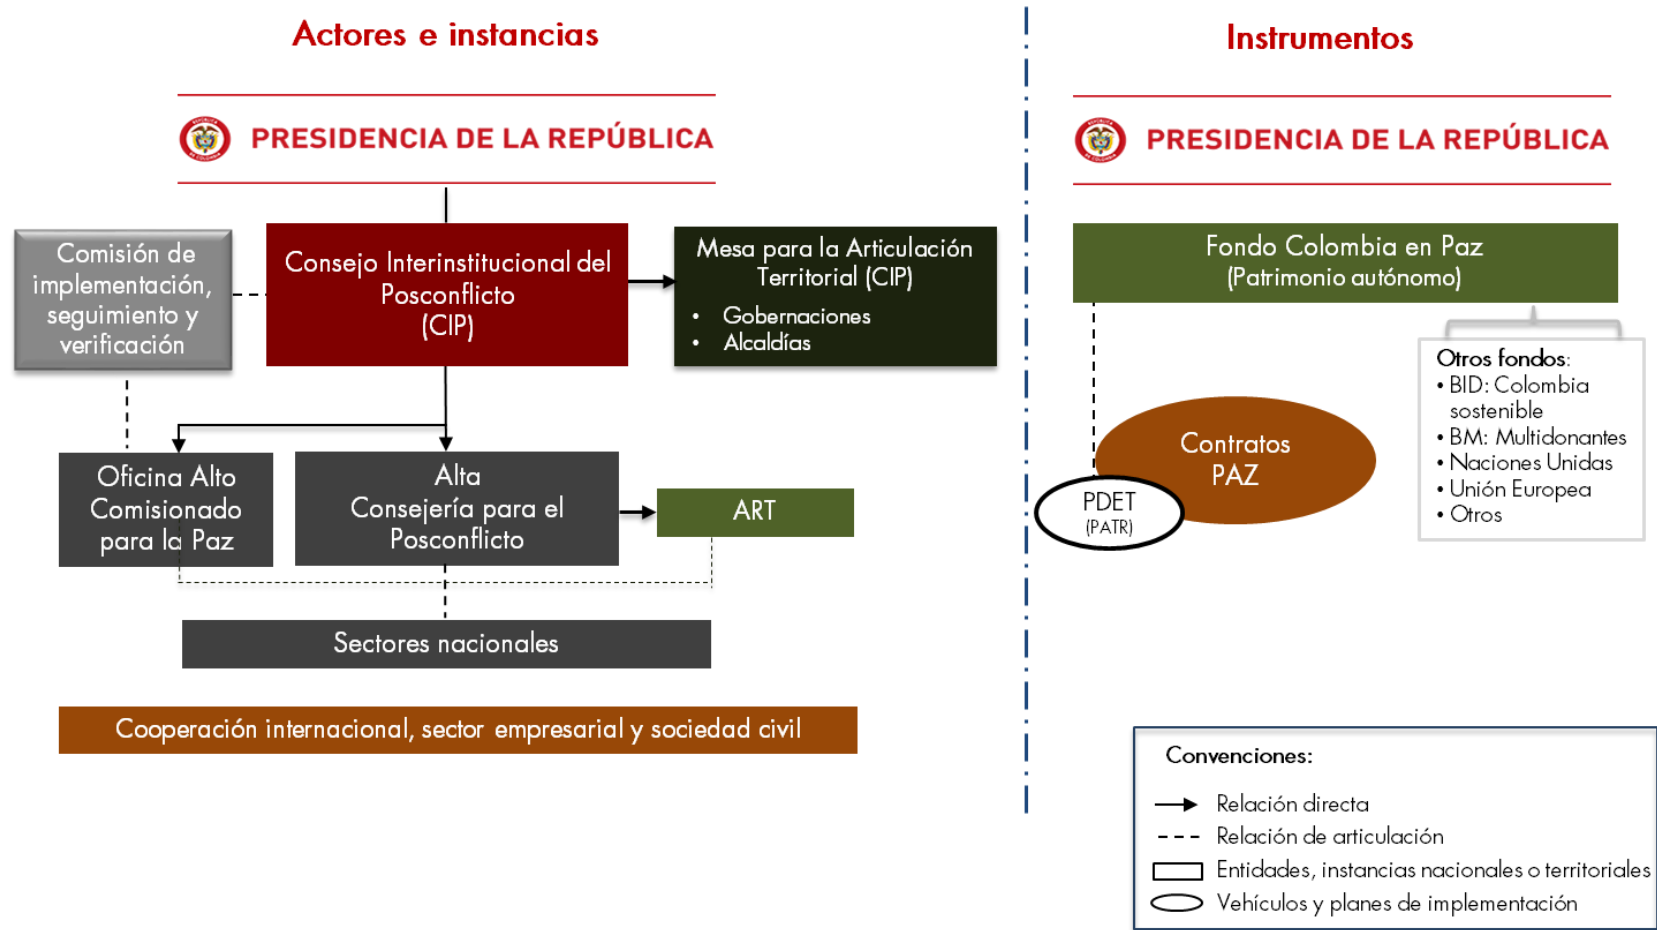 Actores e instancias
PRESIDENCIA DE LA REPÚBLICA
Comisión de
implementación,
seguimiento y
verificación
Consejo Interinstitucional del
Posconflicto
(CIP)
Mesa para la Articulación
Territorial (CIP)
• Gobernaciones
• Alcaldías
Oficina Alto
Comisionado
para la Paz
Alta
Consejería para el
Posconflicto
ART
Sectores nacionales
Cooperación internacional, sector empresarial y sociedad civil
Instrumentos
PRESIDENCIA DE LA REPÚBLICA
Fondo Colombia en Paz
(Patrimonio autónomo)
Otros fondos:
• BID: Colombia
sostenible
• BM: Multidonantes
• Naciones Unidas
• Unión Europea
• Otros
Contratos
PAZ
PDET
(PATR)
Convenciones:
Relación directa
Relación de articulación
Entidades, instancias nacionales o territoriales
Vehículos y planes de implementación